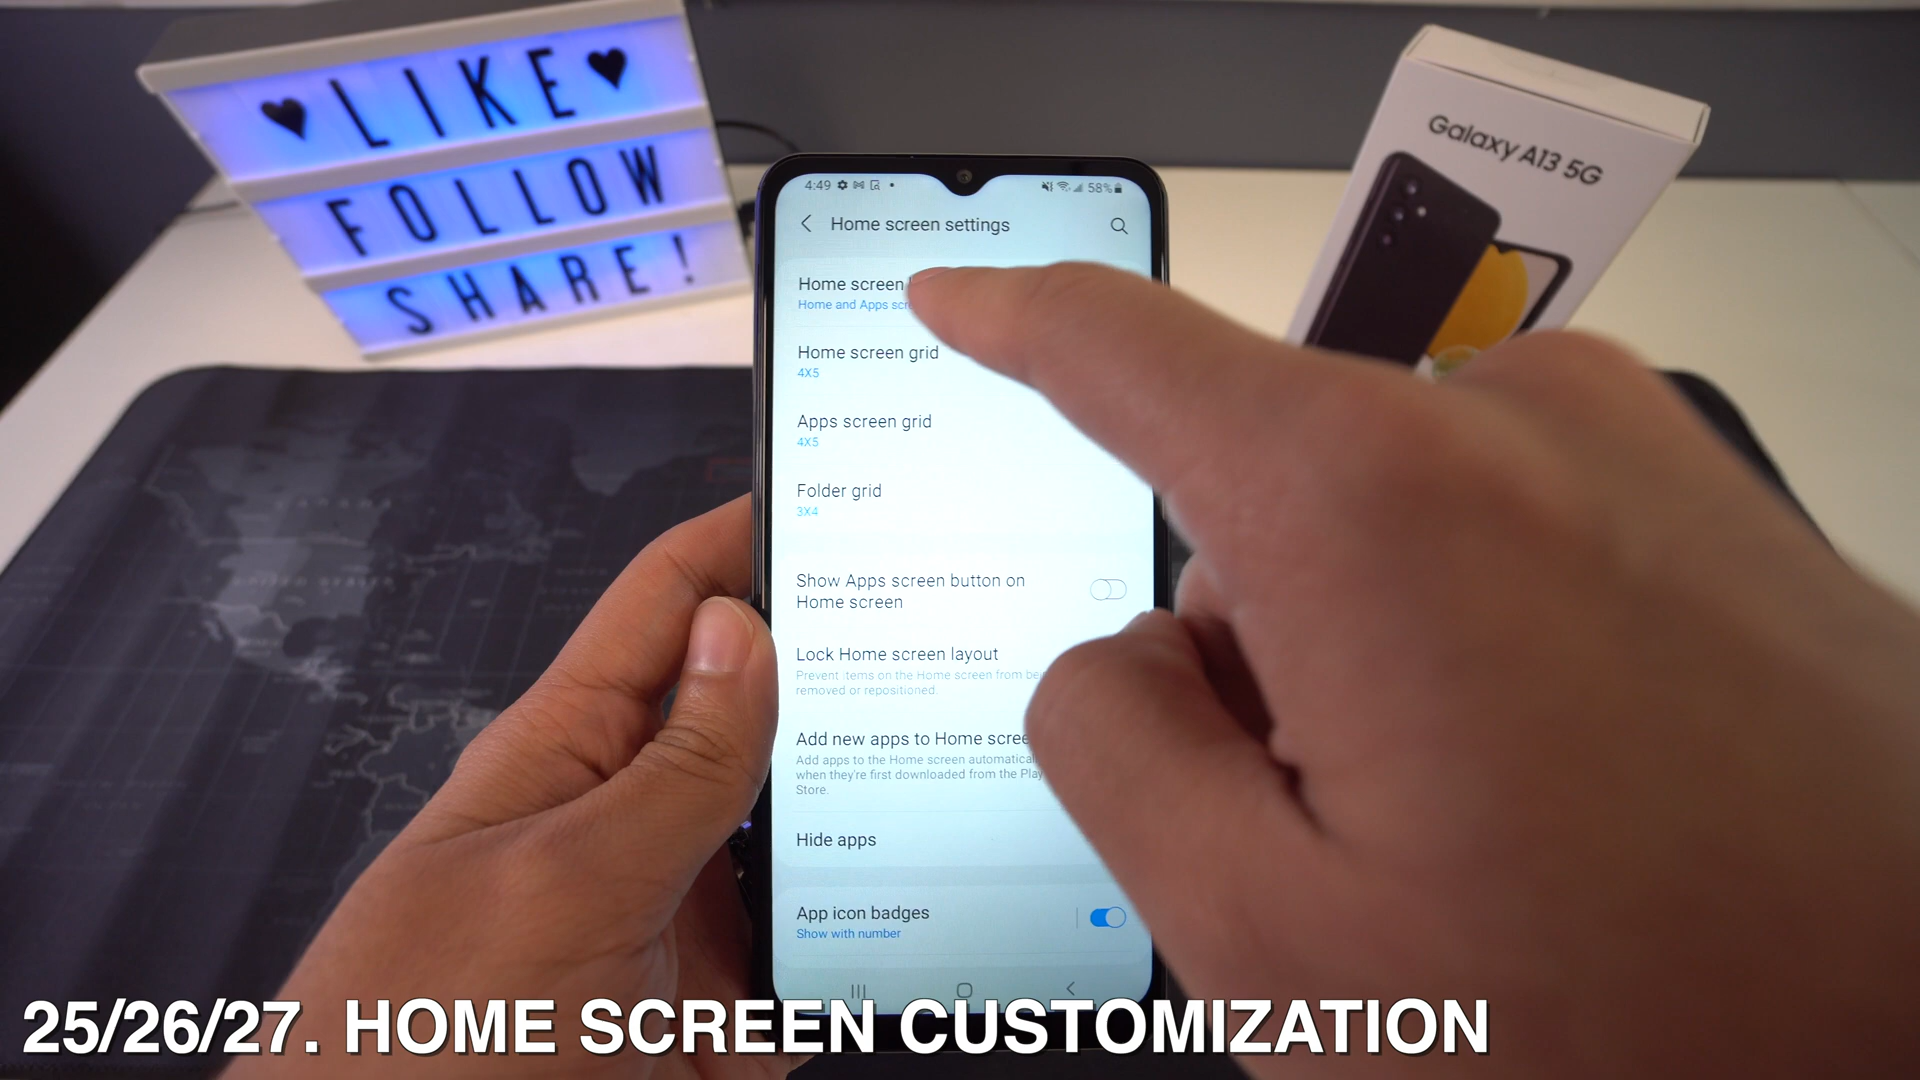 ♥LIKE♥
FOLLOW
SHARE!
Galaxy A13 5G
4:49
58%
Home screen settings
Home screen
Home and Apps scr
Home screen grid
4X5
Apps screen grid
4X5
Folder grid
3X4
Show Apps screen button on
Home screen
Lock Home screen layout
Prevent items on the Home screen from be
removed or repositioned.
Add new apps to Home scree
Add apps to the Home screen automatical
when they're first downloaded from the Play
Store.
Hide apps
App icon badges
Show with number
25/26/27. HOME SCREEN CUSTOMIZATION